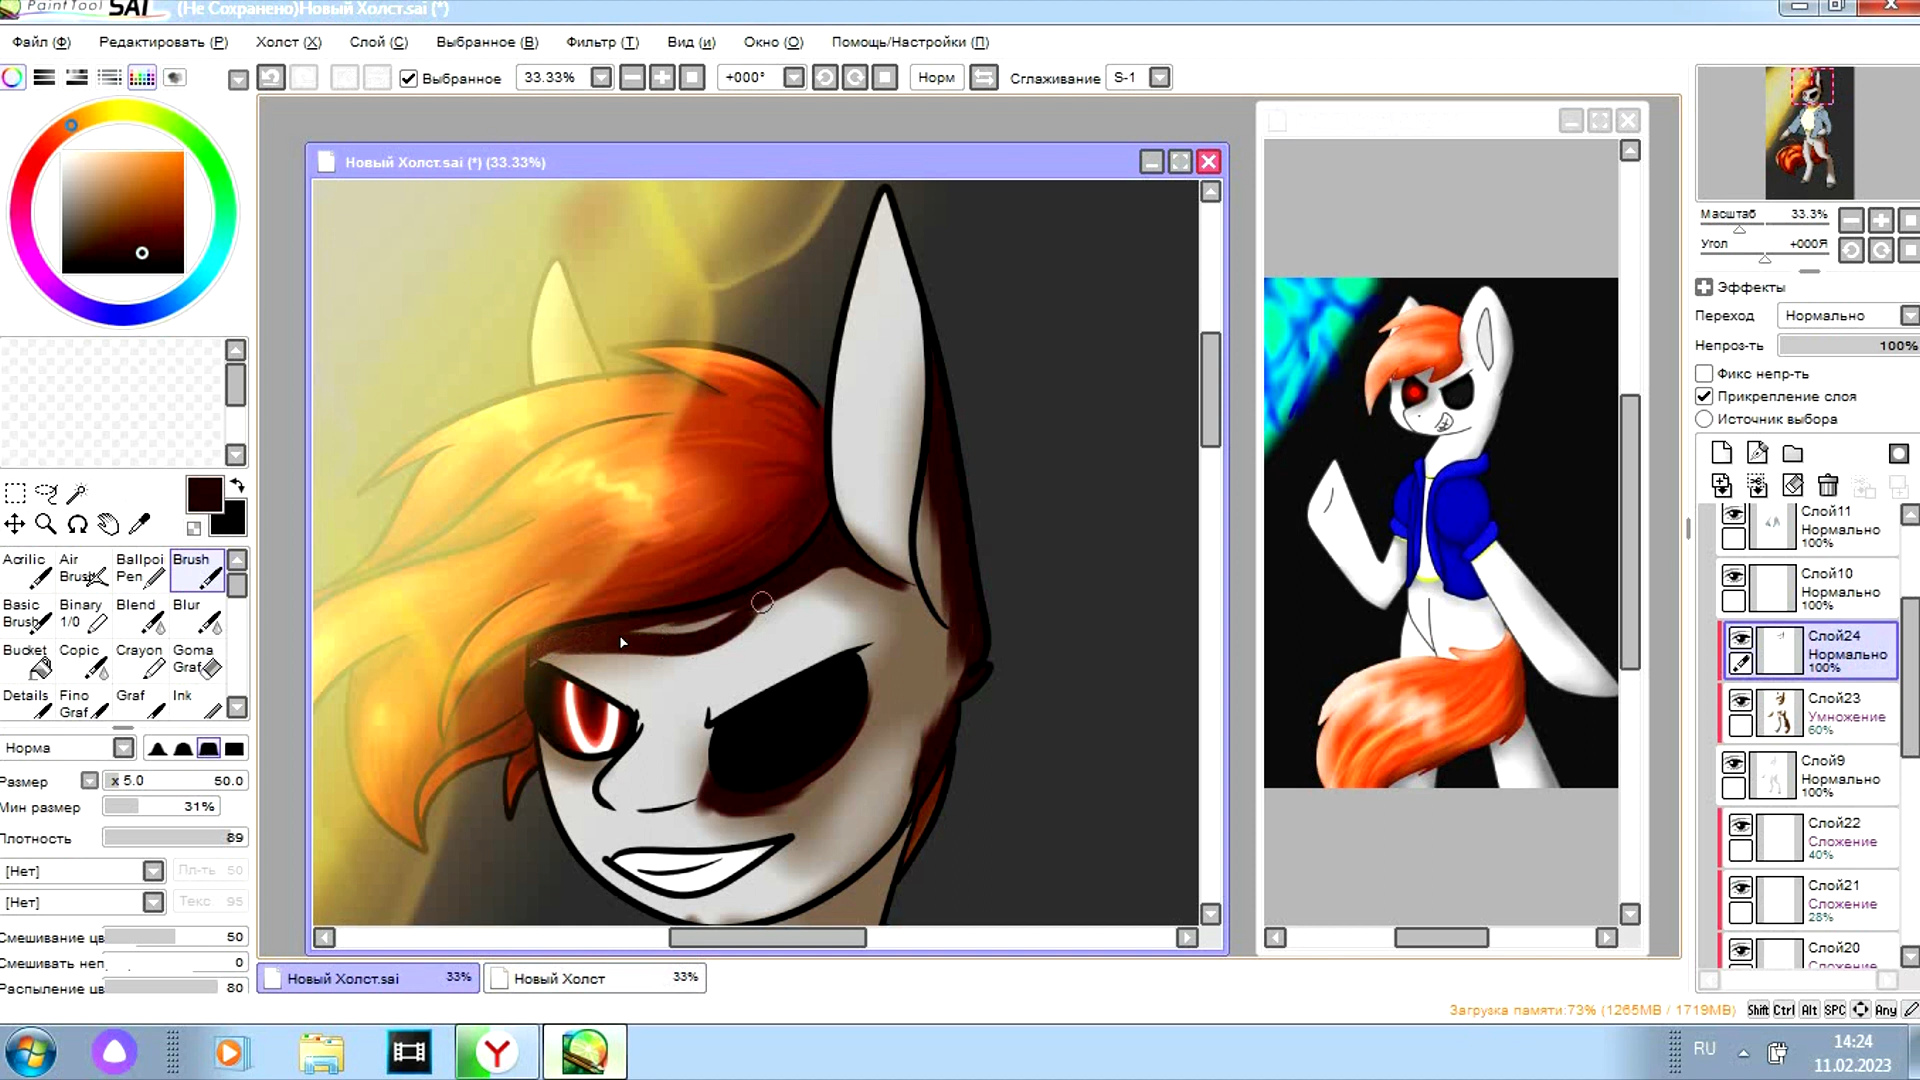 PaintTool SAI (Не Сохранено)Новый Холст.sai (*)
Файл (Ф) Редактировать (Р) Холст (Х) Слой (С) Выбранное (В) Фильтр (Т) Вид (и) Окно (О) Помощь/Настройки (П)
Выбранное 33.33% +000° Норм Сглаживание S-1
Новый Холст.sai (*) (33.33%)
Масштаб 33.3%
Угол +000Я
Эффекты
Переход Нормально
Непроз-ть 100%
Фикс непр-ть
Прикрепление слоя
Источник выбора
Слой11
Нормально
100%
Слой10
Нормально
100%
Слой24
Нормально
100%
Слой23
Умножение
60%
Слой9
Нормально
100%
Слой22
Сложение
40%
Слой21
Сложение
28%
Слой20
Сложение
Acrilic Air Brush Ballpoi Pen Brush
Basic Brush Binary 1/0 Blend Blur
Bucket Copic Crayon Goma Graf
Details Fino Graf Graf Ink
Норма
Размер x 5.0 50.0
Мин размер 31%
Плотность 89
[Нет] Пл-ть 50
[Нет] Текс 95
Смешивание цв 50
Смешивать неп 0
Распыление цв 80
Новый Холст.sai 33% Новый Холст 33%
Загрузка памяти:73% (1265MB / 1719MB) Shift Ctrl Alt SPC Any
RU 14:24
11.02.2023